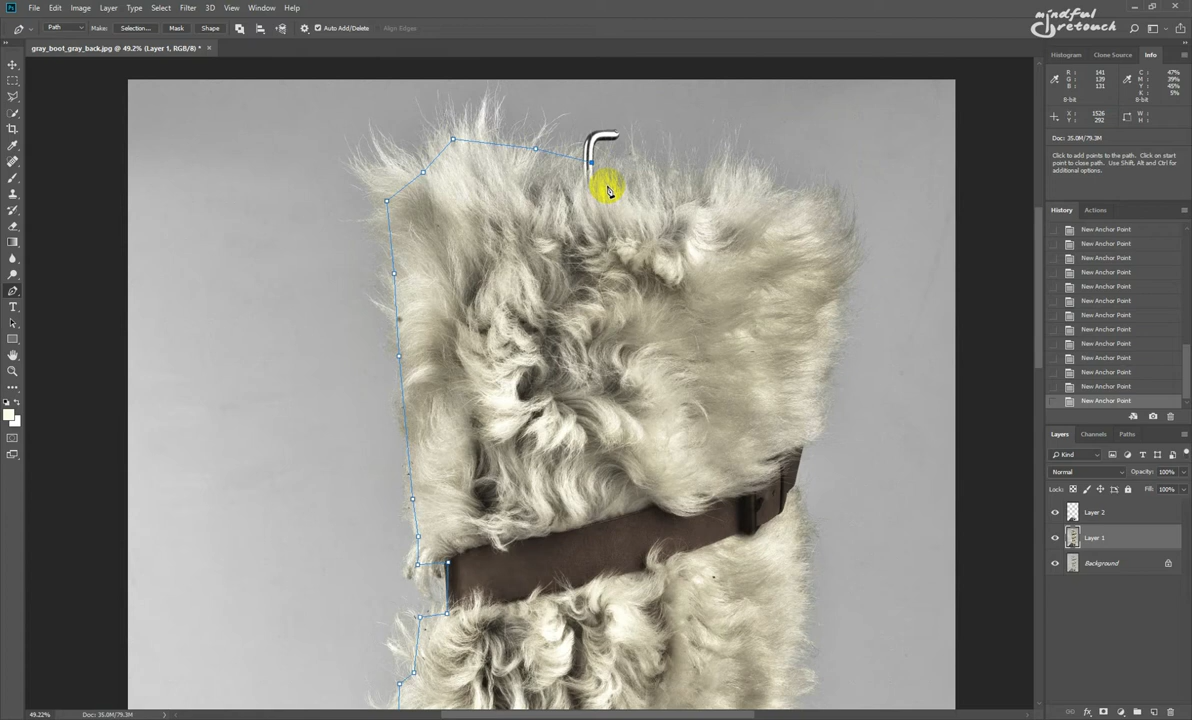 File Edit Image Layer Type Select Filter 3D View Window Help
mindful
retouch
Path Make: Selection... Mask Shape Auto Add/Delete Align Edges
gray_boot_gray_back.jpg @ 49.2% (Layer 1, RGB/8) *
Histogram Clone Source Info
R: 141 C: 47%
G: 139 M: 39%
B: 131 Y: 45%
K: 5%
8-bit 8-bit
X: 1526 W:
Y: 292 H:
Doc: 35.0M/79.3M
Click to add points to the path. Click on start
point to close path. Use Shift, Alt and Ctrl for
additional options.
History Actions
New Anchor Point
New Anchor Point
New Anchor Point
New Anchor Point
New Anchor Point
New Anchor Point
New Anchor Point
New Anchor Point
New Anchor Point
New Anchor Point
New Anchor Point
New Anchor Point
New Anchor Point
Layers Channels Paths
Kind
Normal Opacity: 100%
Lock: Fill: 100%
Layer 2
Layer 1
Background
49.22% Doc: 35.0M/79.3M